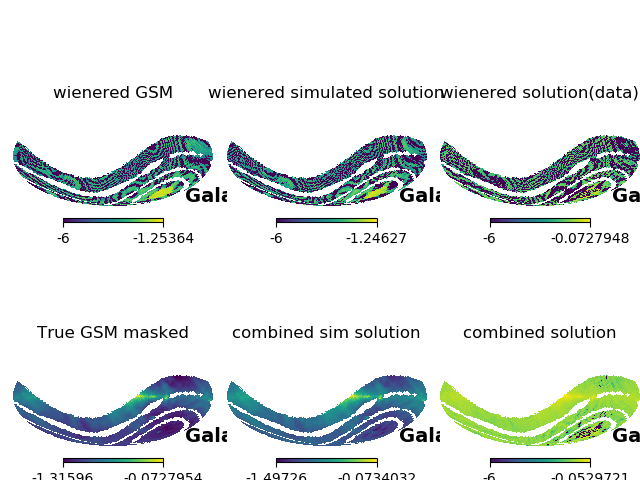 wienered GSM
wienered simulated solution
wienered solution(data)
Gala
Gala
Ga
-6
-1.25364
-6
-1.24627
-6
-0.0727948
True GSM masked
combined sim solution
combined solution
Gala
Gala
Ga
-1.31596
-0.0727954
-1.49726
-0.0734032
-6
-0.0529721